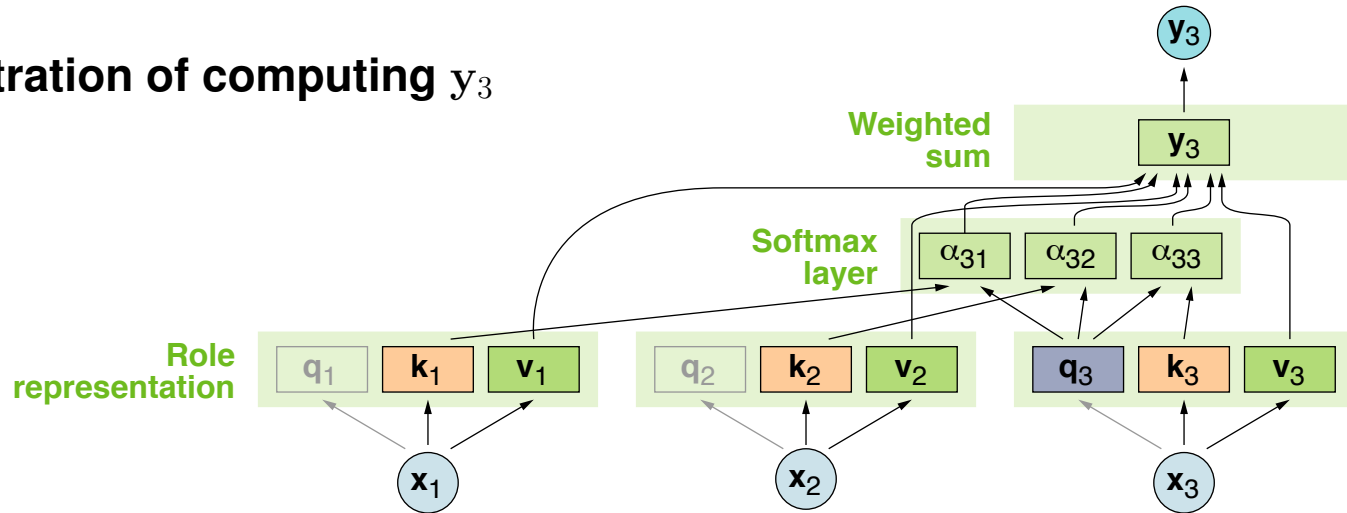 tration of computing y₃
y₃
Weighted
sum
y₃
Softmax
layer
α₃₁ α₃₂ α₃₃
Role
representation
q₁ k₁ v₁ q₂ k₂ v₂ q₃ k₃ v₃
x₁ x₂ x₃